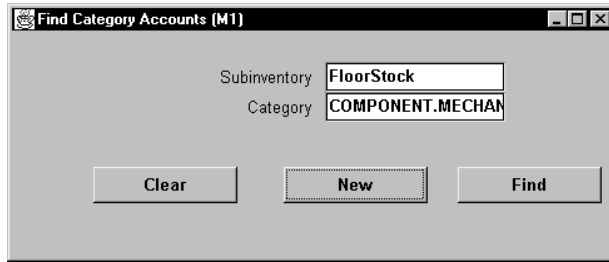 Find Category Accounts (M1)
Subinventory FloorStock
Category COMPONENT.MECHAN
Clear New Find